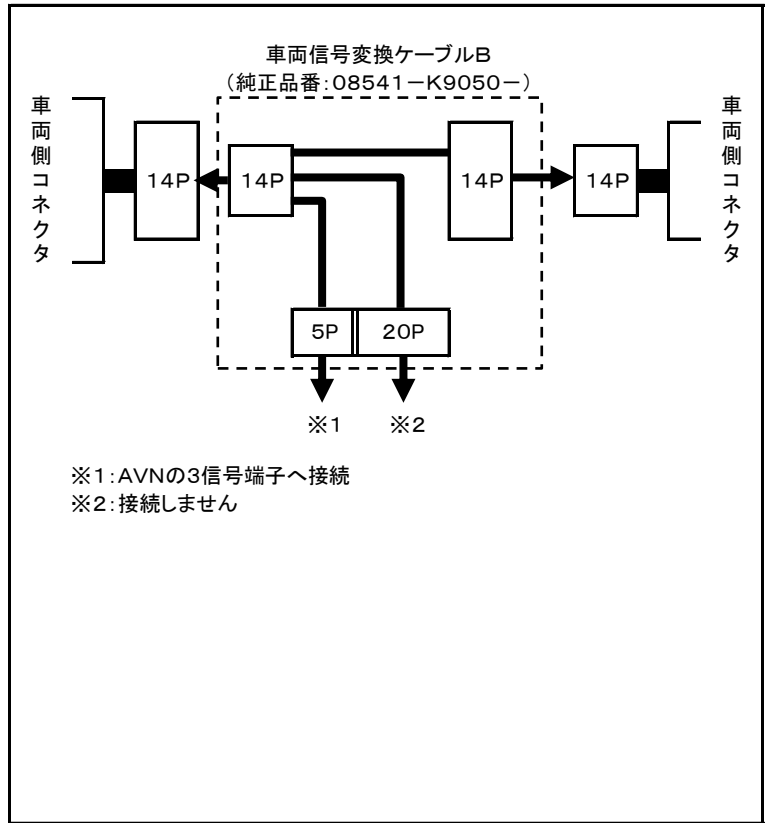 車両信号変換ケーブルB
(純正品番:08541-K9050-)
車両側コネクタ
14P
14P
14P
14P
車両側コネクタ
5P
20P
※1
※2
※1:AVNの3信号端子へ接続
※2:接続しません